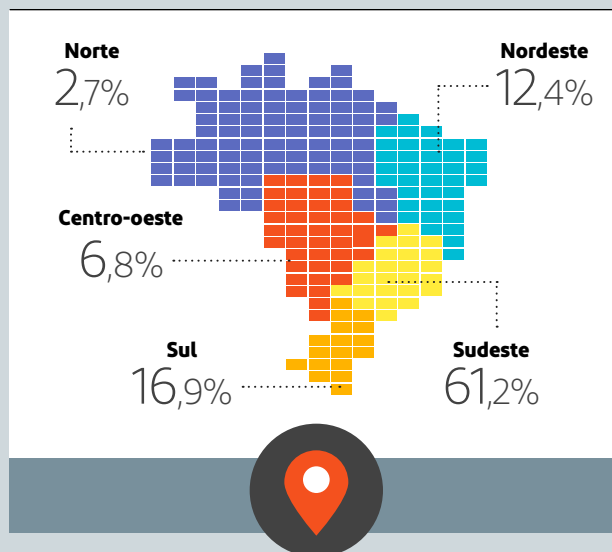 Norte
2,7%
Nordeste
12,4%
Centro-oeste
6,8%
Sul
16,9%
Sudeste
61,2%